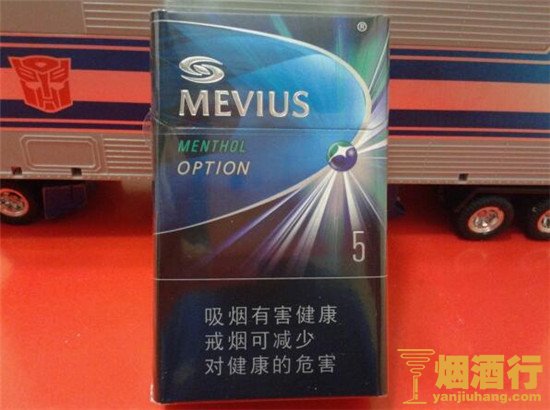 ®
MEVIUS
MENTHOL
OPTION
5
吸烟有害健康
戒烟可减少
对健康的危害
烟酒行
yanjiuhang.com